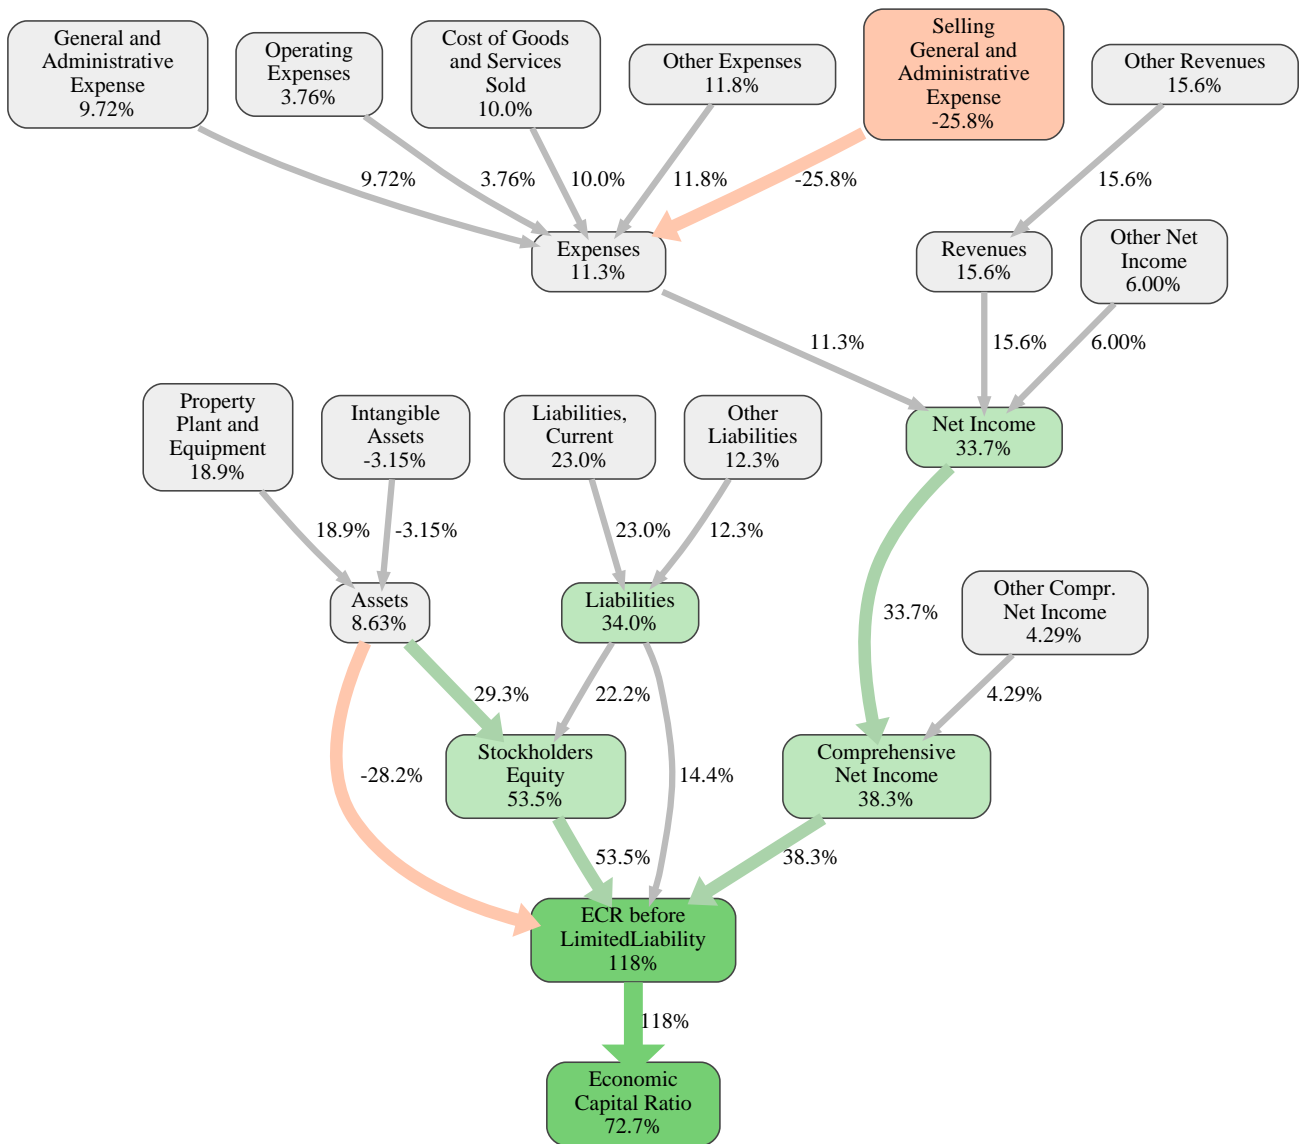 General and
Administrative
Expense
9.72%
Operating
Expenses
3.76%
Cost of Goods
and Services
Sold
10.0%
Other Expenses
11.8%
Selling
General and
Administrative
Expense
-25.8%
Other Revenues
15.6%
9.72%
3.76%
10.0%
11.8%
-25.8%
15.6%
Expenses
11.3%
Revenues
15.6%
Other Net
Income
6.00%
11.3%
15.6%
6.00%
Property
Plant and
Equipment
18.9%
Intangible
Assets
-3.15%
Liabilities,
Current
23.0%
Other
Liabilities
12.3%
Net Income
33.7%
18.9%
-3.15%
23.0%
12.3%
Assets
8.63%
Liabilities
34.0%
33.7%
Other Compr.
Net Income
4.29%
29.3%
22.2%
4.29%
-28.2%
Stockholders
Equity
53.5%
14.4%
Comprehensive
Net Income
38.3%
53.5%
38.3%
ECR before
LimitedLiability
118%
118%
Economic
Capital Ratio
72.7%